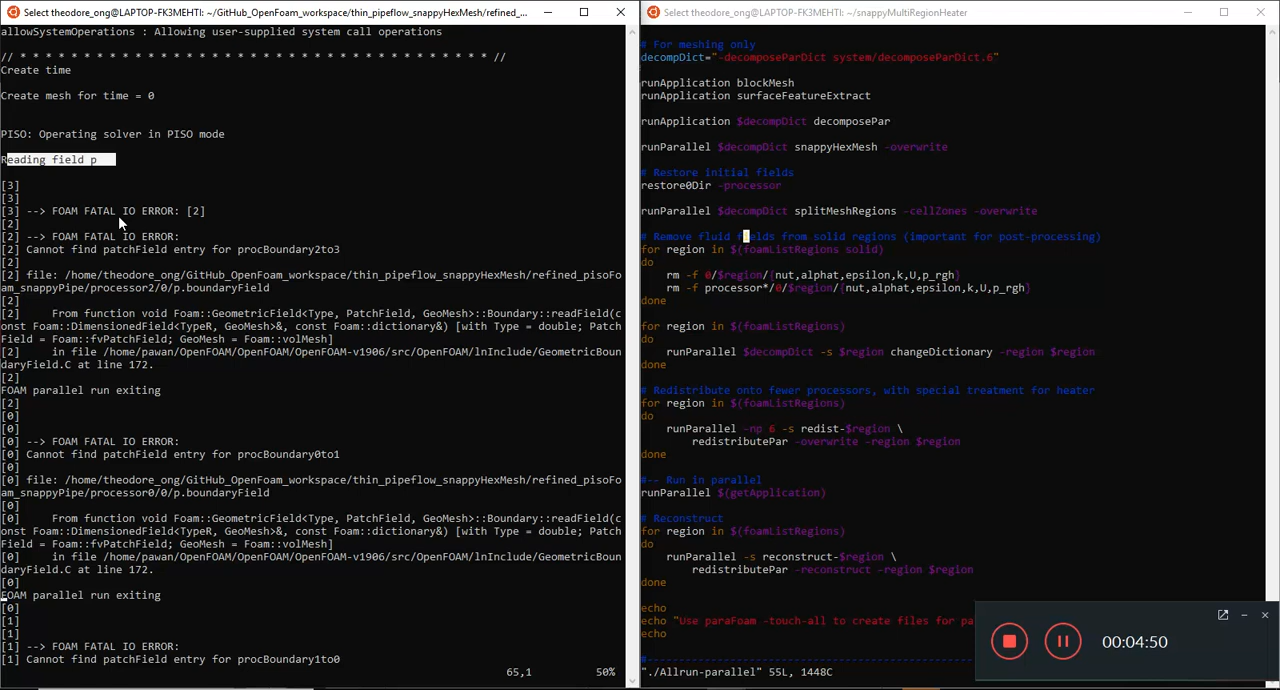 Select theodore_ong@LAPTOP-FK3MEHTI: ~/GitHub_OpenFoam_workspace/thin_pipeflow_snappyHexMesh/refined_...
allowSystemOperations : Allowing user-supplied system call operations
// * * * * * * * * * * * * * * * * * * * * * * * * * * * * * * * * * * * * * //
Create time
Create mesh for time = 0
PISO: Operating solver in PISO mode
Reading field p
[3]
[3]
[3] --> FOAM FATAL IO ERROR: [2]
[2]
[2] --> FOAM FATAL IO ERROR:
[2] Cannot find patchField entry for procBoundary2to3
[2]
[2] file: /home/theodore_ong/GitHub_OpenFoam_workspace/thin_pipeflow_snappyHexMesh/refined_pisoFo
am_snappyPipe/processor2/0/p.boundaryField
[2]
[2]     From function void Foam::GeometricField<Type, PatchField, GeoMesh>::Boundary::readField(c
onst Foam::DimensionedField<TypeR, GeoMesh>&, const Foam::dictionary&) [with Type = double; Patch
Field = Foam::fvPatchField; GeoMesh = Foam::volMesh]
[2]     in file /home/pawan/OpenFOAM/OpenFOAM/OpenFOAM-v1906/src/OpenFOAM/lnInclude/GeometricBoun
daryField.C at line 172.
[2]
FOAM parallel run exiting
[2]
[0]
[0]
[0] --> FOAM FATAL IO ERROR:
[0] Cannot find patchField entry for procBoundary0to1
[0]
[0] file: /home/theodore_ong/GitHub_OpenFoam_workspace/thin_pipeflow_snappyHexMesh/refined_pisoFo
am_snappyPipe/processor0/0/p.boundaryField
[0]
[0]     From function void Foam::GeometricField<Type, PatchField, GeoMesh>::Boundary::readField(c
onst Foam::DimensionedField<TypeR, GeoMesh>&, const Foam::dictionary&) [with Type = double; Patch
Field = Foam::fvPatchField; GeoMesh = Foam::volMesh]
[0]     in file /home/pawan/OpenFOAM/OpenFOAM/OpenFOAM-v1906/src/OpenFOAM/lnInclude/GeometricBoun
daryField.C at line 172.
[0]
FOAM parallel run exiting
[0]
[1]
[1]
[1] --> FOAM FATAL IO ERROR:
[1] Cannot find patchField entry for procBoundary1to0
65,1 50%
Select theodore_ong@LAPTOP-FK3MEHTI: ~/snappyMultiRegionHeater
# For meshing only
decompDict="-decomposeParDict system/decomposeParDict.6"
runApplication blockMesh
runApplication surfaceFeatureExtract
runApplication $decompDict decomposePar
runParallel $decompDict snappyHexMesh -overwrite
# Restore initial fields
restore0Dir -processor
runParallel $decompDict splitMeshRegions -cellZones -overwrite
# Remove fluid fields from solid regions (important for post-processing)
for region in $(foamListRegions solid)
do
    rm -f 0/$region/{nut,alphat,epsilon,k,U,p_rgh}
    rm -f processor*/0/$region/{nut,alphat,epsilon,k,U,p_rgh}
done
for region in $(foamListRegions)
do
    runParallel $decompDict -s $region changeDictionary -region $region
done
# Redistribute onto fewer processors, with special treatment for heater
for region in $(foamListRegions)
do
    runParallel -np 6 -s redist-$region \
        redistributePar -overwrite -region $region
done
#-- Run in parallel
runParallel $(getApplication)
# Reconstruct
for region in $(foamListRegions)
do
    runParallel -s reconstruct-$region \
        redistributePar -reconstruct -region $region
done
echo
echo "Use paraFoam -touch-all to create files for pa
echo
#------------------------------------------
"./Allrun-parallel" 55L, 1448C
00:04:50